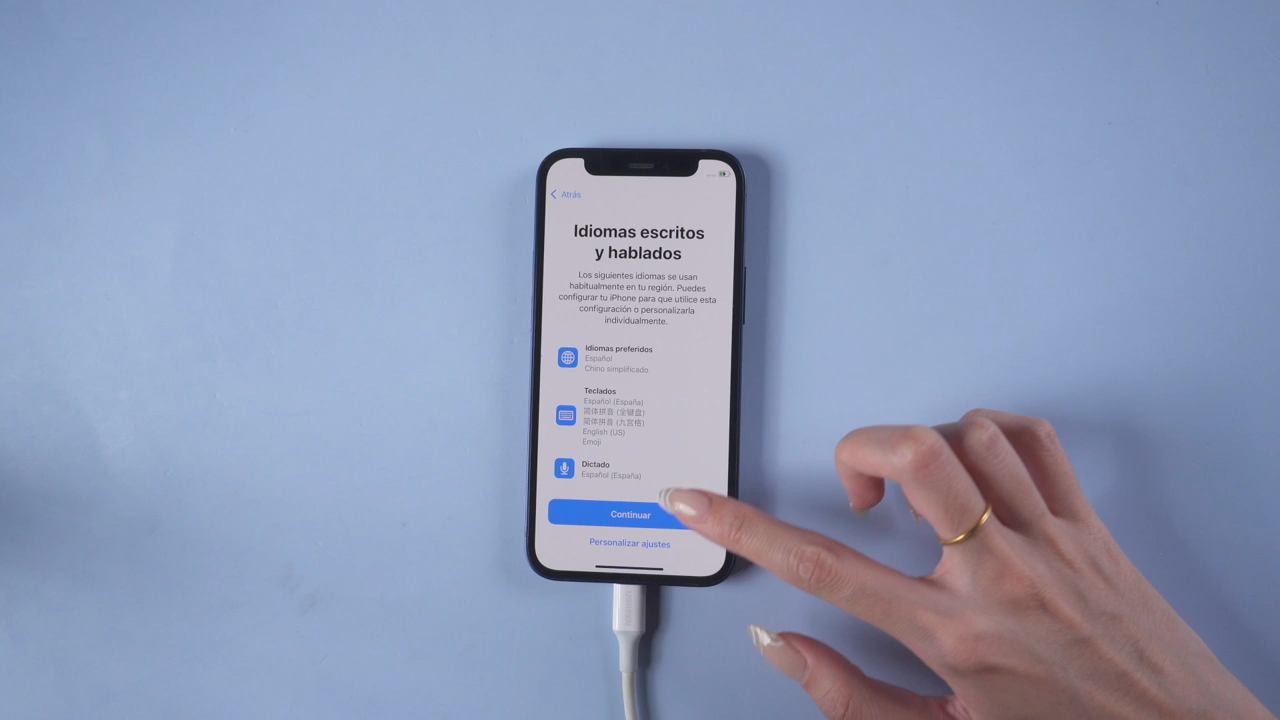 Atrás
Idiomas escritos
y hablados
Los siguientes idiomas se usan
habitualmente en tu región. Puedes
configurar tu iPhone para que utilice esta
configuración o personalizarla
individualmente.
Idiomas preferidos
Español
Chino simplificado
Teclados
Español (España)
简体拼音 (全键盘)
简体拼音 (九宫格)
English (US)
Emoji
Dictado
Español (España)
Continuar
Personalizar ajustes